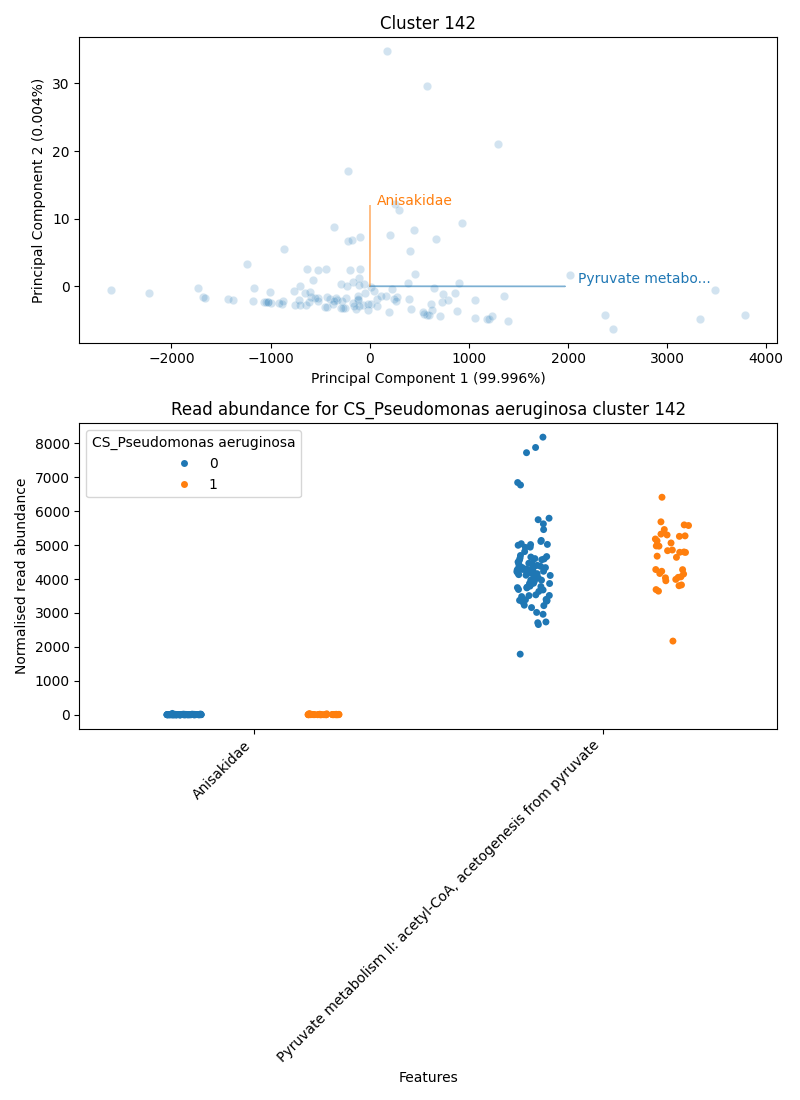 Cluster 142
Principal Component 2 (0.004%)
30
20
10
0
Anisakidae
Pyruvate metabo...
−2000
−1000
0
1000
2000
3000
4000
Principal Component 1 (99.996%)
Read abundance for CS_Pseudomonas aeruginosa cluster 142
Normalised read abundance
8000
7000
6000
5000
4000
3000
2000
1000
0
CS_Pseudomonas aeruginosa
0
1
Anisakidae
Pyruvate metabolism II: acetyl-CoA, acetogenesis from pyruvate
Features